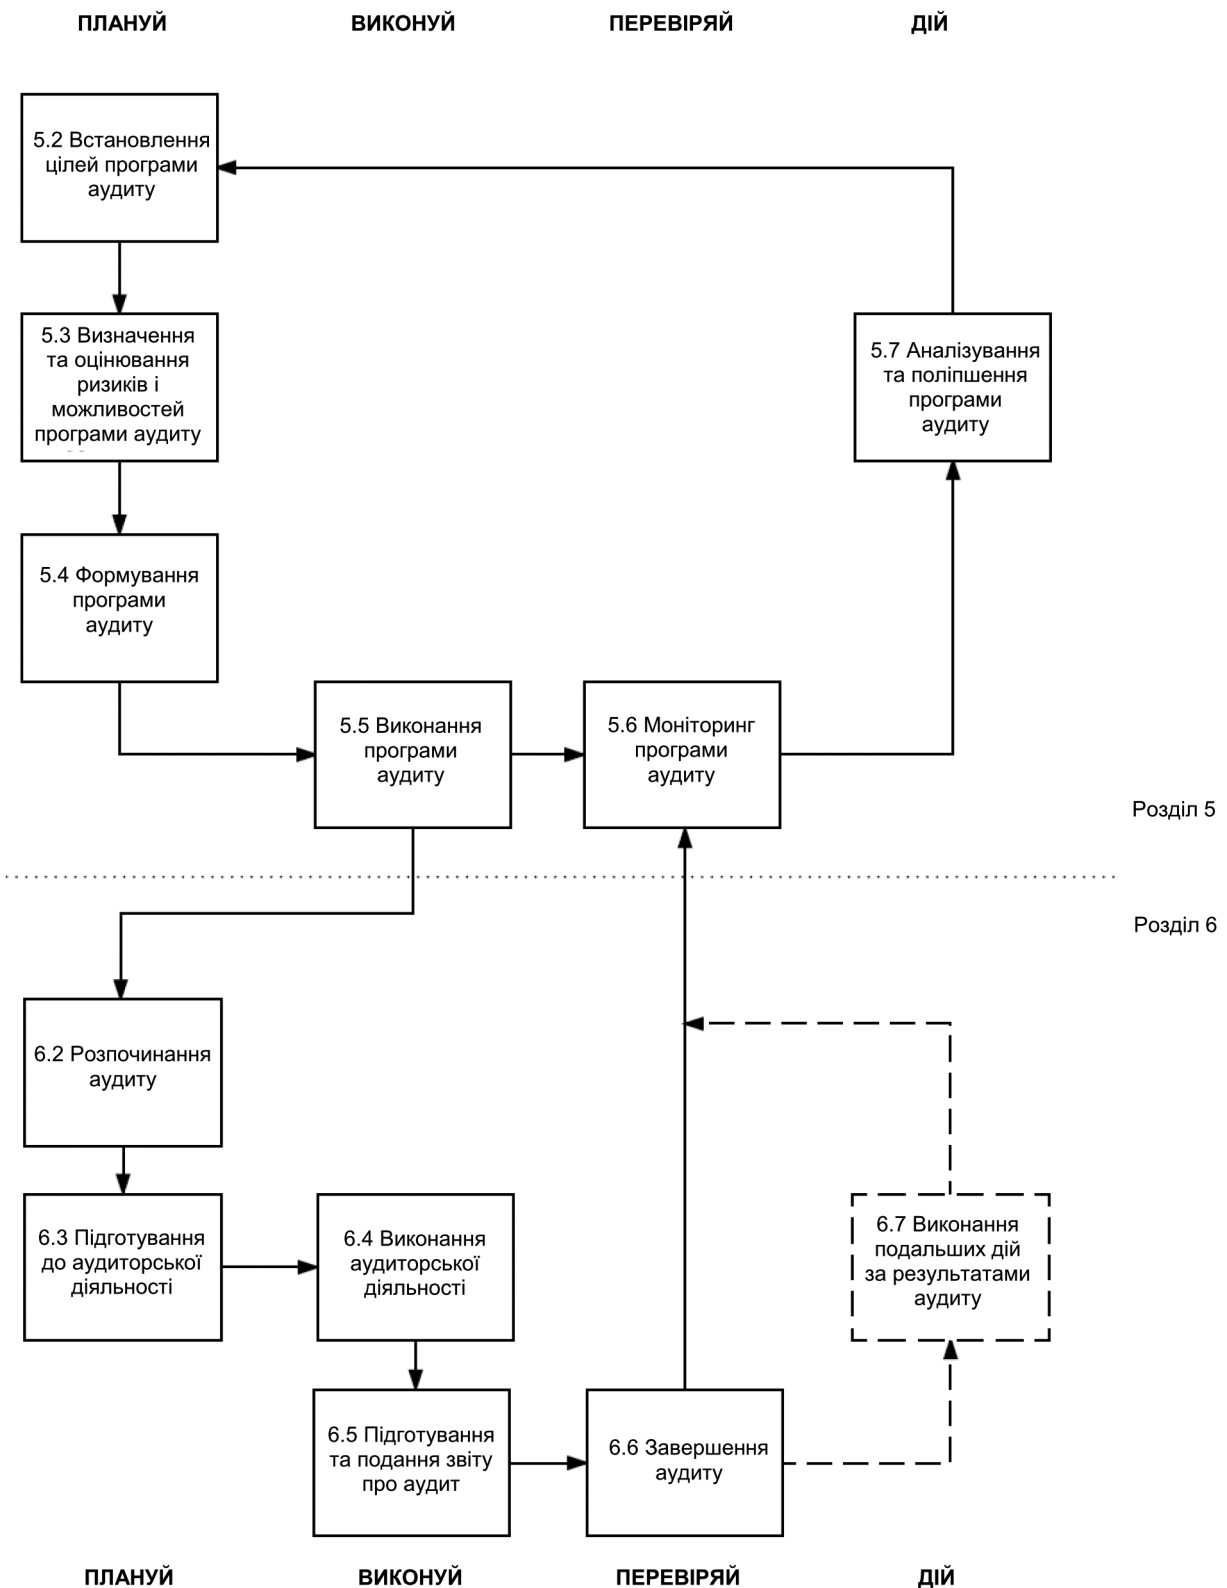 ПЛАНУЙ ВИКОНУЙ ПЕРЕВІРЯЙ ДІЙ
5.2 Встановлення
цілей програми
аудиту
5.3 Визначення
та оцінювання
ризиків і
можливостей
програми аудиту
5.7 Аналізування
та поліпшення
програми
аудиту
5.4 Формування
програми
аудиту
5.5 Виконання
програми
аудиту
5.6 Моніторинг
програми
аудиту
Розділ 5
Розділ 6
6.2 Розпочинання
аудиту
6.3 Підготування
до аудиторської
діяльності
6.4 Виконання
аудиторської
діяльності
6.7 Виконання
подальших дій
за результатами
аудиту
6.5 Підготування
та подання звіту
про аудит
6.6 Завершення
аудиту
ПЛАНУЙ ВИКОНУЙ ПЕРЕВІРЯЙ ДІЙ